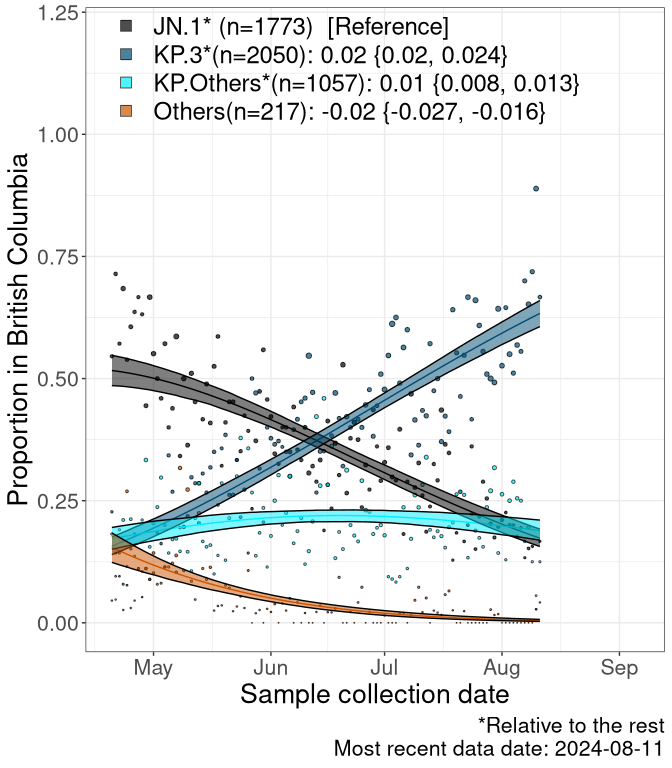 JN.1* (n=1773)  [Reference]
KP.3*(n=2050): 0.02 {0.02, 0.024}
KP.Others*(n=1057): 0.01 {0.008, 0.013}
Others(n=217): -0.02 {-0.027, -0.016}
Proportion in British Columbia
1.25
1.00
0.75
0.50
0.25
0.00
May Jun Jul Aug Sep
Sample collection date
*Relative to the rest
Most recent data date: 2024-08-11